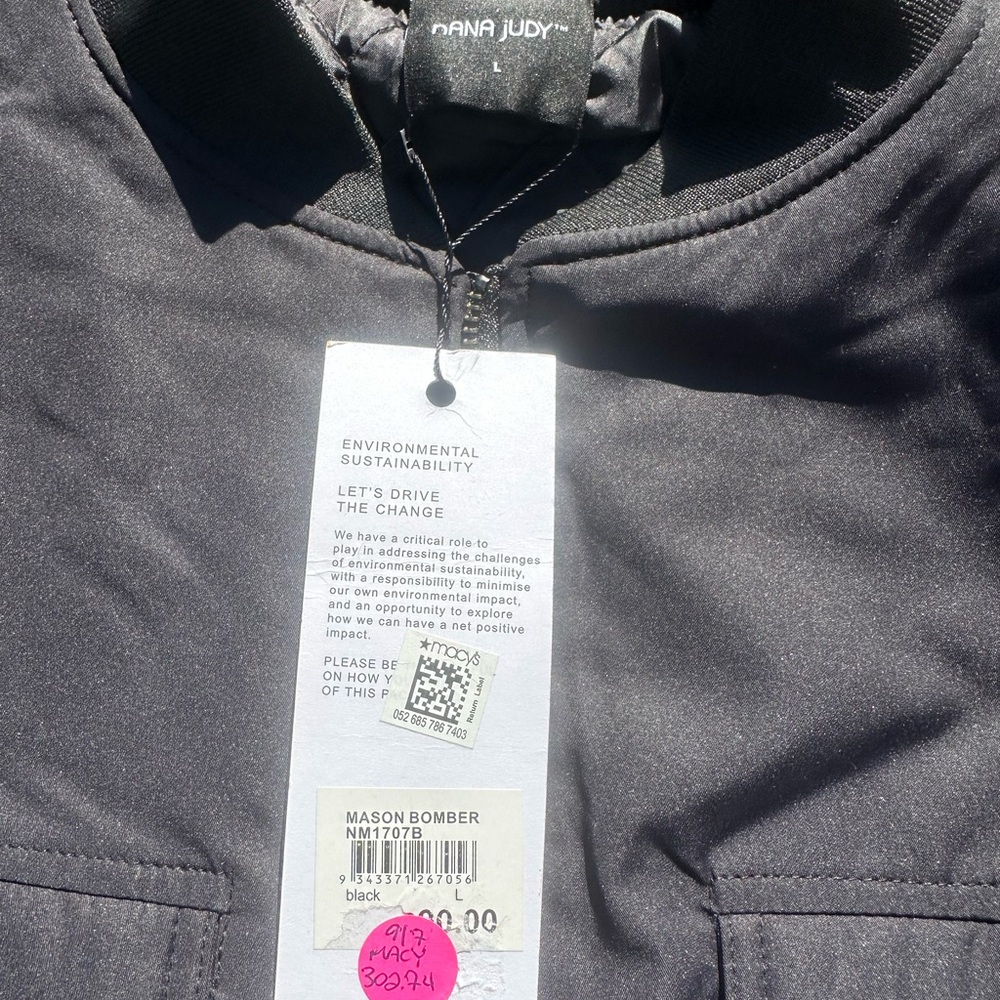 NANA jUDY™
L
ENVIRONMENTAL
SUSTAINABILITY
LET'S DRIVE
THE CHANGE
We have a critical role to
play in addressing the challenges
of environmental sustainability,
with a responsibility to minimise
our own environmental impact,
and an opportunity to explore
how we can have a net positive
impact.
PLEASE BE
ON HOW Y
OF THIS P
★macy's
Return Label
052 685 786 7403
MASON BOMBER
NM1707B
9 343371 267056
black L
00.00
9/7
MACY
302.74